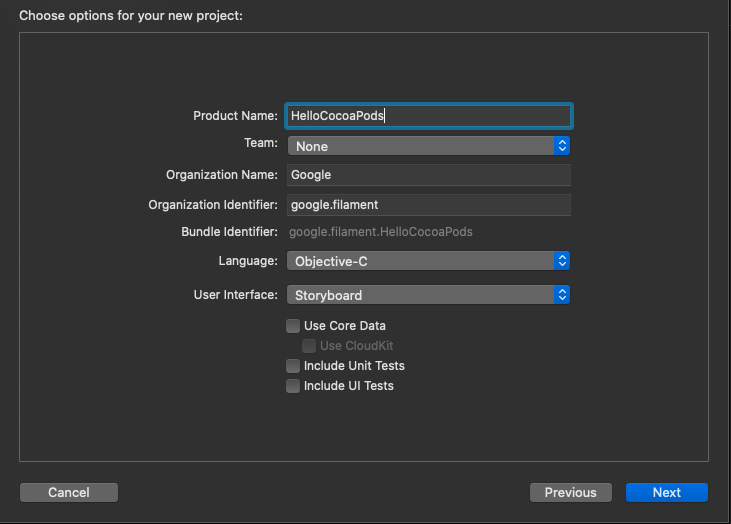 Choose options for your new project:
Product Name: HelloCocoaPods
Team: None
Organization Name: Google
Organization Identifier: google.filament
Bundle Identifier: google.filament.HelloCocoaPods
Language: Objective-C
User Interface: Storyboard
Use Core Data
Use CloudKit
Include Unit Tests
Include UI Tests
Cancel Previous Next